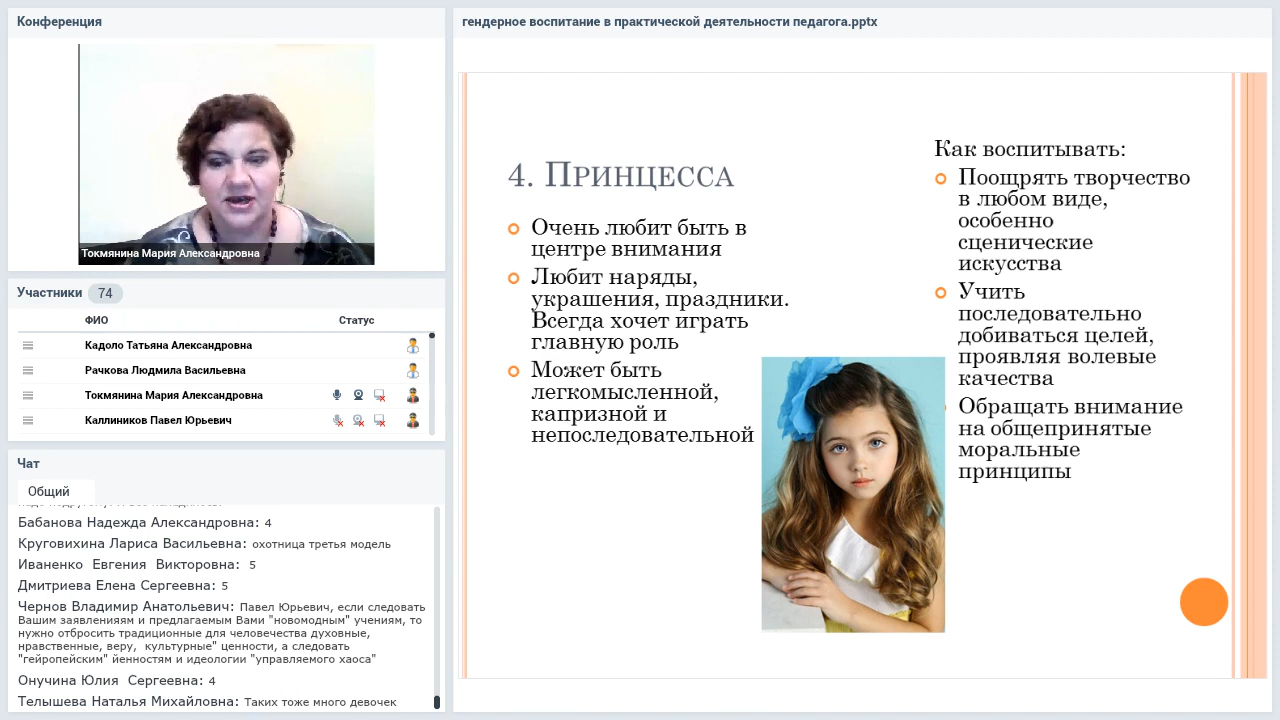 Конференция
Токмянина Мария Александровна
Участники 74
ФИО Статус
Кадоло Татьяна Александровна
Рачкова Людмила Васильевна
Токмянина Мария Александровна
Каллиников Павел Юрьевич
Чат
Общий
Бабанова Надежда Александровна: 4
Круговихина Лариса Васильевна: охотница третья модель
Иваненко Евгения Викторовна: 5
Дмитриева Елена Сергеевна: 5
Чернов Владимир Анатольевич: Павел Юрьевич, если следовать
Вашим заявленияям и предлагаемым Вами "новомодным" учениям, то
нужно отбросить традиционные для человечества духовные,
нравственные, веру, культурные" ценности, а следовать
"гейропейским" йенностям и идеологии "управляемого хаоса"
Онучина Юлия Сергеевна: 4
Телышева Наталья Михайловна: Таких тоже много девочек
гендерное воспитание в практической деятельности педагога.pptx
4. Принцесса
Очень любит быть в
центре внимания
Любит наряды,
украшения, праздники.
Всегда хочет играть
главную роль
Может быть
легкомысленной,
капризной и
непоследовательной
Как воспитывать:
Поощрять творчество
в любом виде,
особенно
сценические
искусства
Учить
последовательно
добиваться целей,
проявляя волевые
качества
Обращать внимание
на общепринятые
моральные
принципы